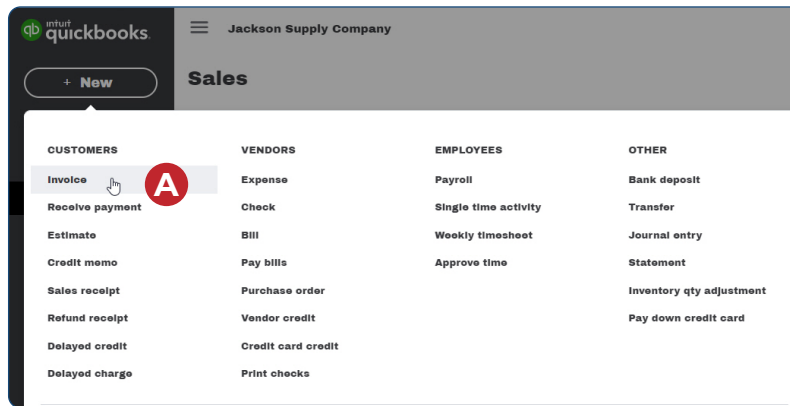 intuit
qb quickbooks.
Jackson Supply Company
+ New
Sales
CUSTOMERS
Invoice
A
Receive payment
Estimate
Credit memo
Sales receipt
Refund receipt
Delayed credit
Delayed charge
VENDORS
Expense
Check
Bill
Pay bills
Purchase order
Vendor credit
Credit card credit
Print checks
EMPLOYEES
Payroll
Single time activity
Weekly timesheet
Approve time
OTHER
Bank deposit
Transfer
Journal entry
Statement
Inventory qty adjustment
Pay down credit card